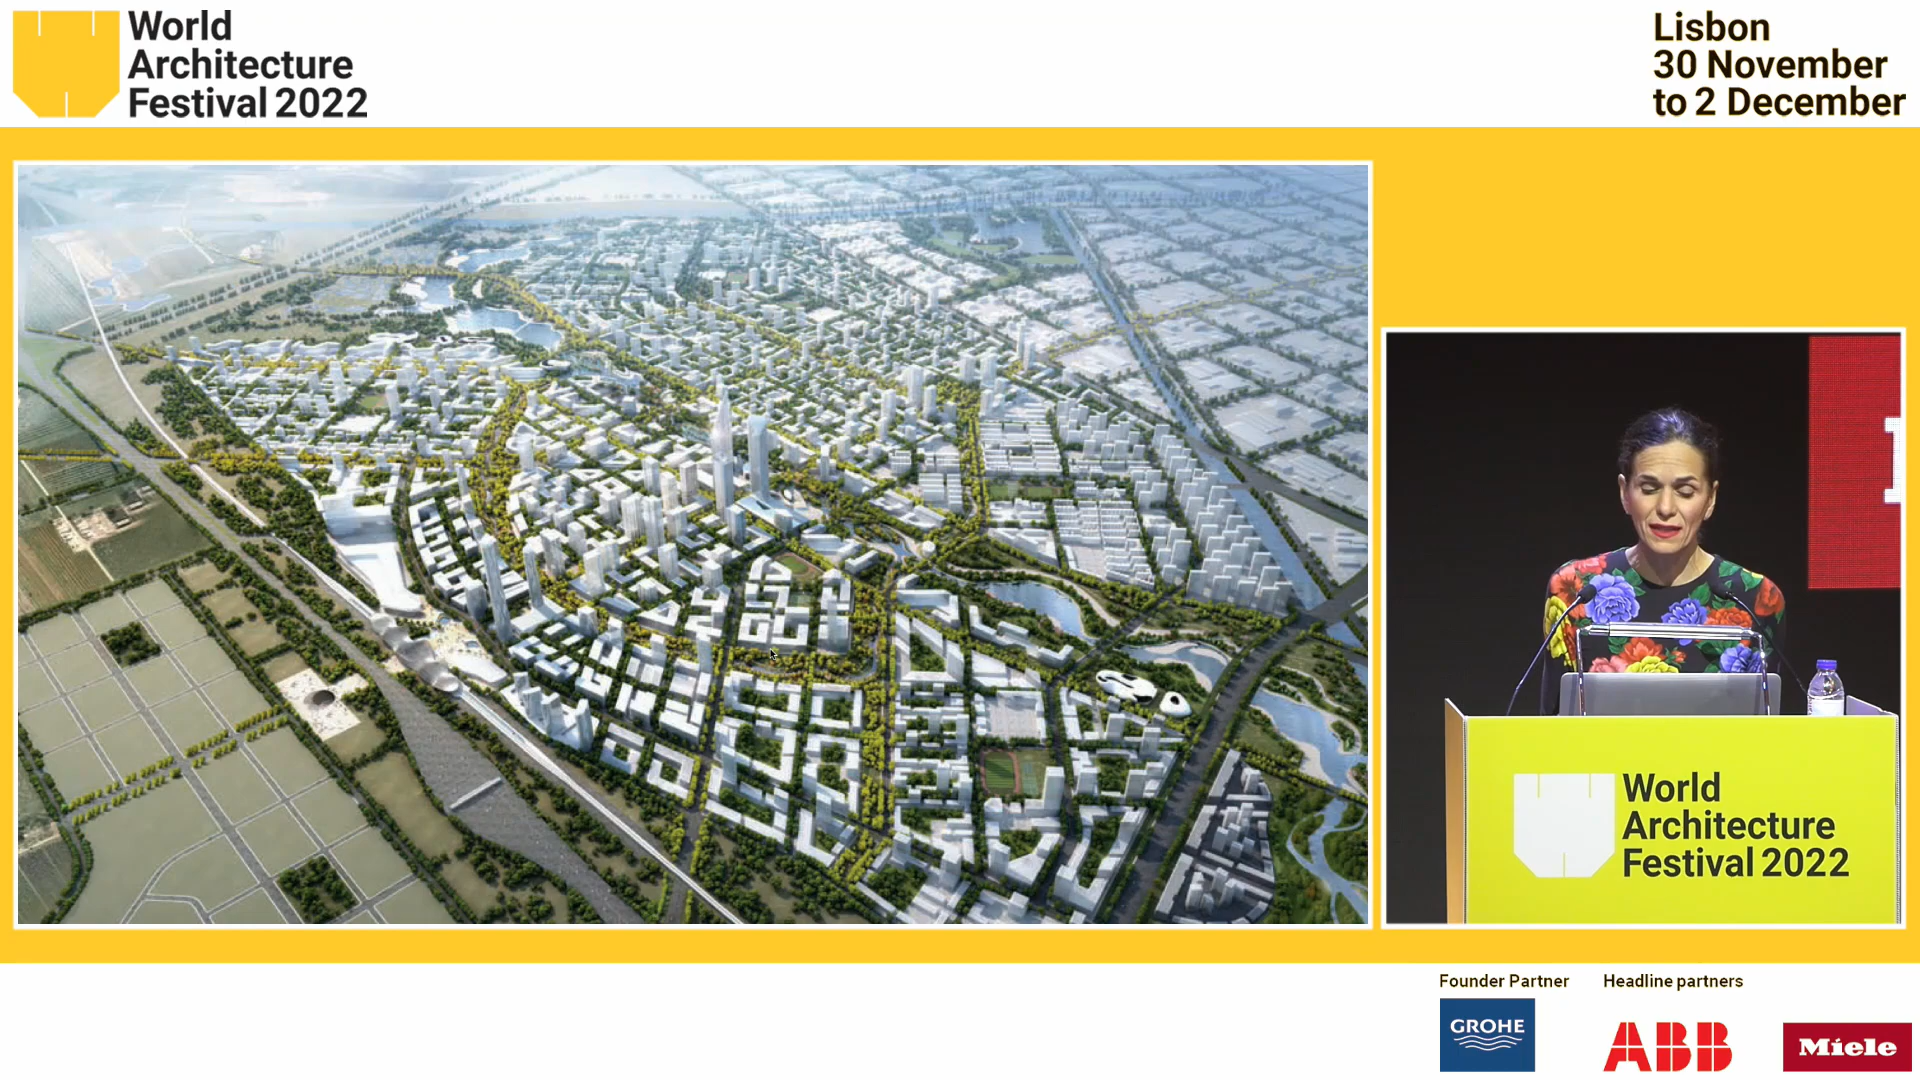 World
Architecture
Festival 2022
Lisbon
30 November
to 2 December
World
Architecture
Festival 2022
Founder Partner
Headline partners
GROHE
ABB
Miele